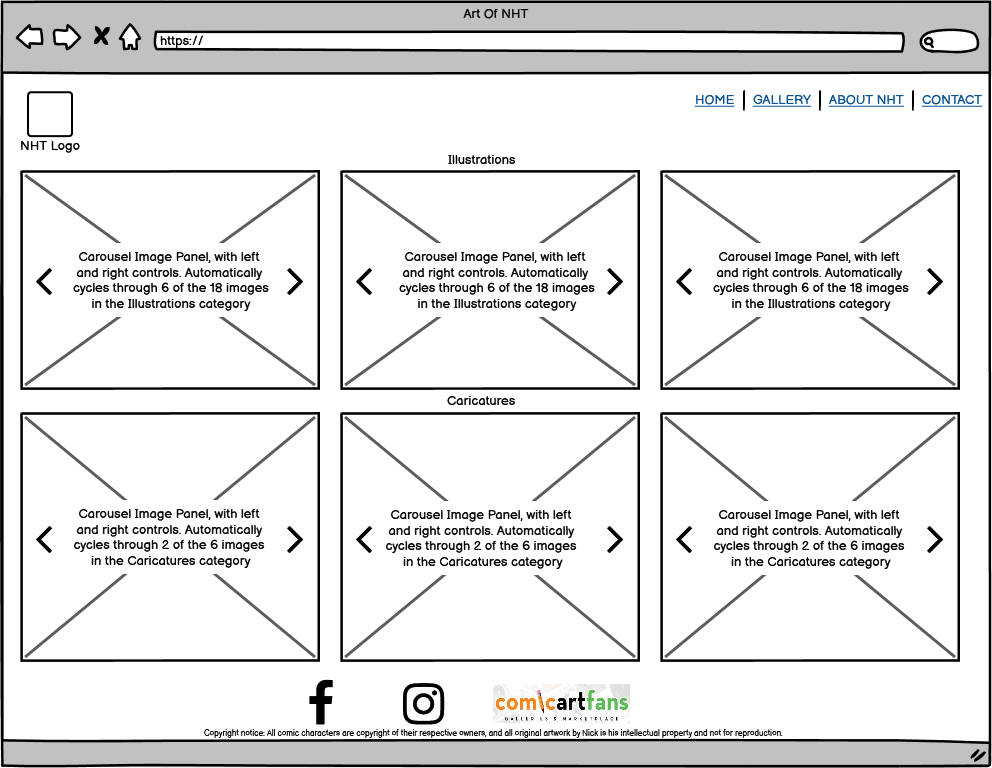 Art Of NHT
https://
HOME GALLERY ABOUT NHT CONTACT
NHT Logo
Illustrations
Carousel Image Panel, with left
and right controls. Automatically
cycles through 6 of the 18 images
in the Illustrations category
Carousel Image Panel, with left
and right controls. Automatically
cycles through 6 of the 18 images
in the Illustrations category
Carousel Image Panel, with left
and right controls. Automatically
cycles through 6 of the 18 images
in the Illustrations category
Caricatures
Carousel Image Panel, with left
and right controls. Automatically
cycles through 2 of the 6 images
in the Caricatures category
Carousel Image Panel, with left
and right controls. Automatically
cycles through 2 of the 6 images
in the Caricatures category
Carousel Image Panel, with left
and right controls. Automatically
cycles through 2 of the 6 images
in the Caricatures category
f
comicartfans
GALLERIES & MARKETPLACE
Copyright notice: All comic characters are copyright of their respective owners, and all original artwork by Nick is his intellectual property and not for reproduction.